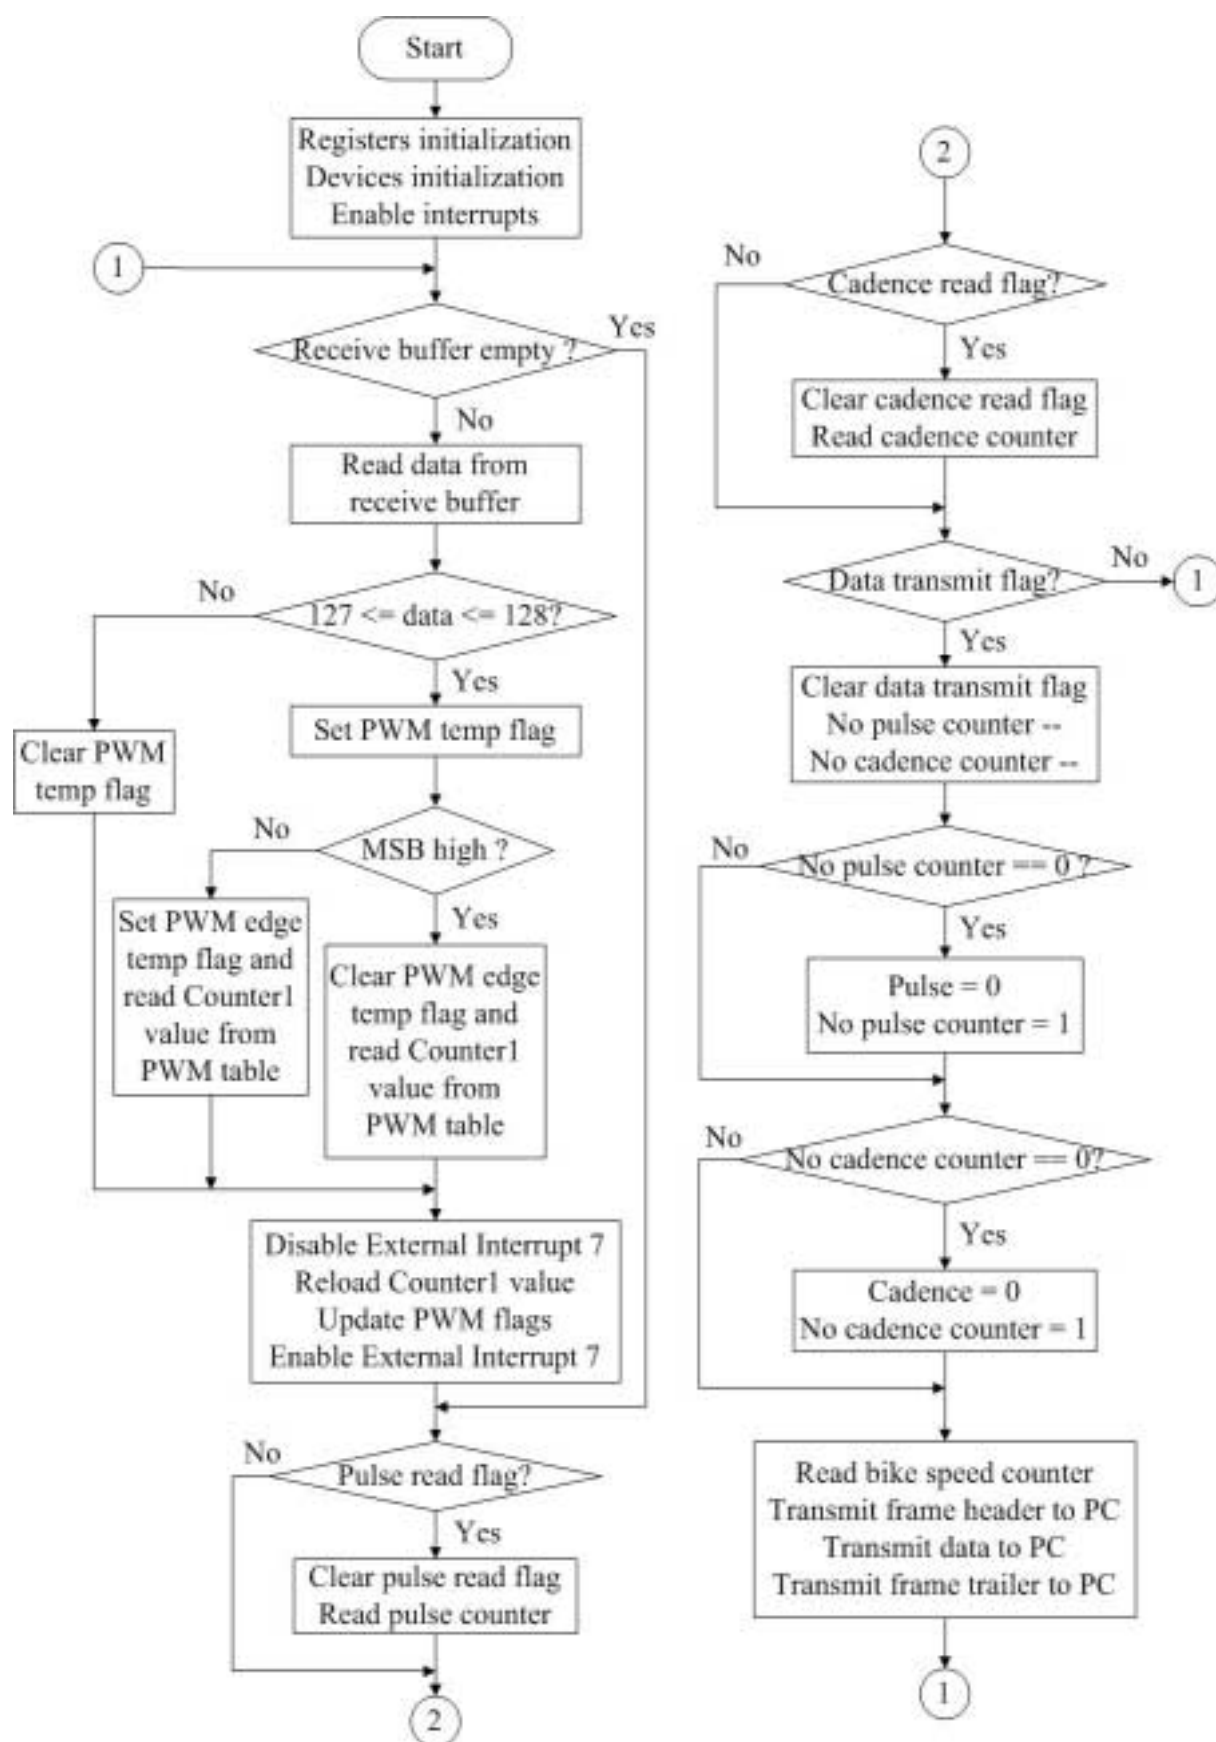 Start
Registers initialization
Devices initialization
Enable interrupts
1
Receive buffer empty ?
Yes
No
Read data from
receive buffer
No
127 <= data <= 128?
Yes
Set PWM temp flag
Clear PWM
temp flag
No
MSB high ?
Yes
Set PWM edge
temp flag and
read Counter1
value from
PWM table
Clear PWM edge
temp flag and
read Counter1
value from
PWM table
Disable External Interrupt 7
Reload Counter1 value
Update PWM flags
Enable External Interrupt 7
No
Pulse read flag?
Yes
Clear pulse read flag
Read pulse counter
2
2
No
Cadence read flag?
Yes
Clear cadence read flag
Read cadence counter
Data transmit flag?
No
1
Yes
Clear data transmit flag
No pulse counter --
No cadence counter --
No
No pulse counter == 0 ?
Yes
Pulse = 0
No pulse counter = 1
No
No cadence counter == 0?
Yes
Cadence = 0
No cadence counter = 1
Read bike speed counter
Transmit frame header to PC
Transmit data to PC
Transmit frame trailer to PC
1